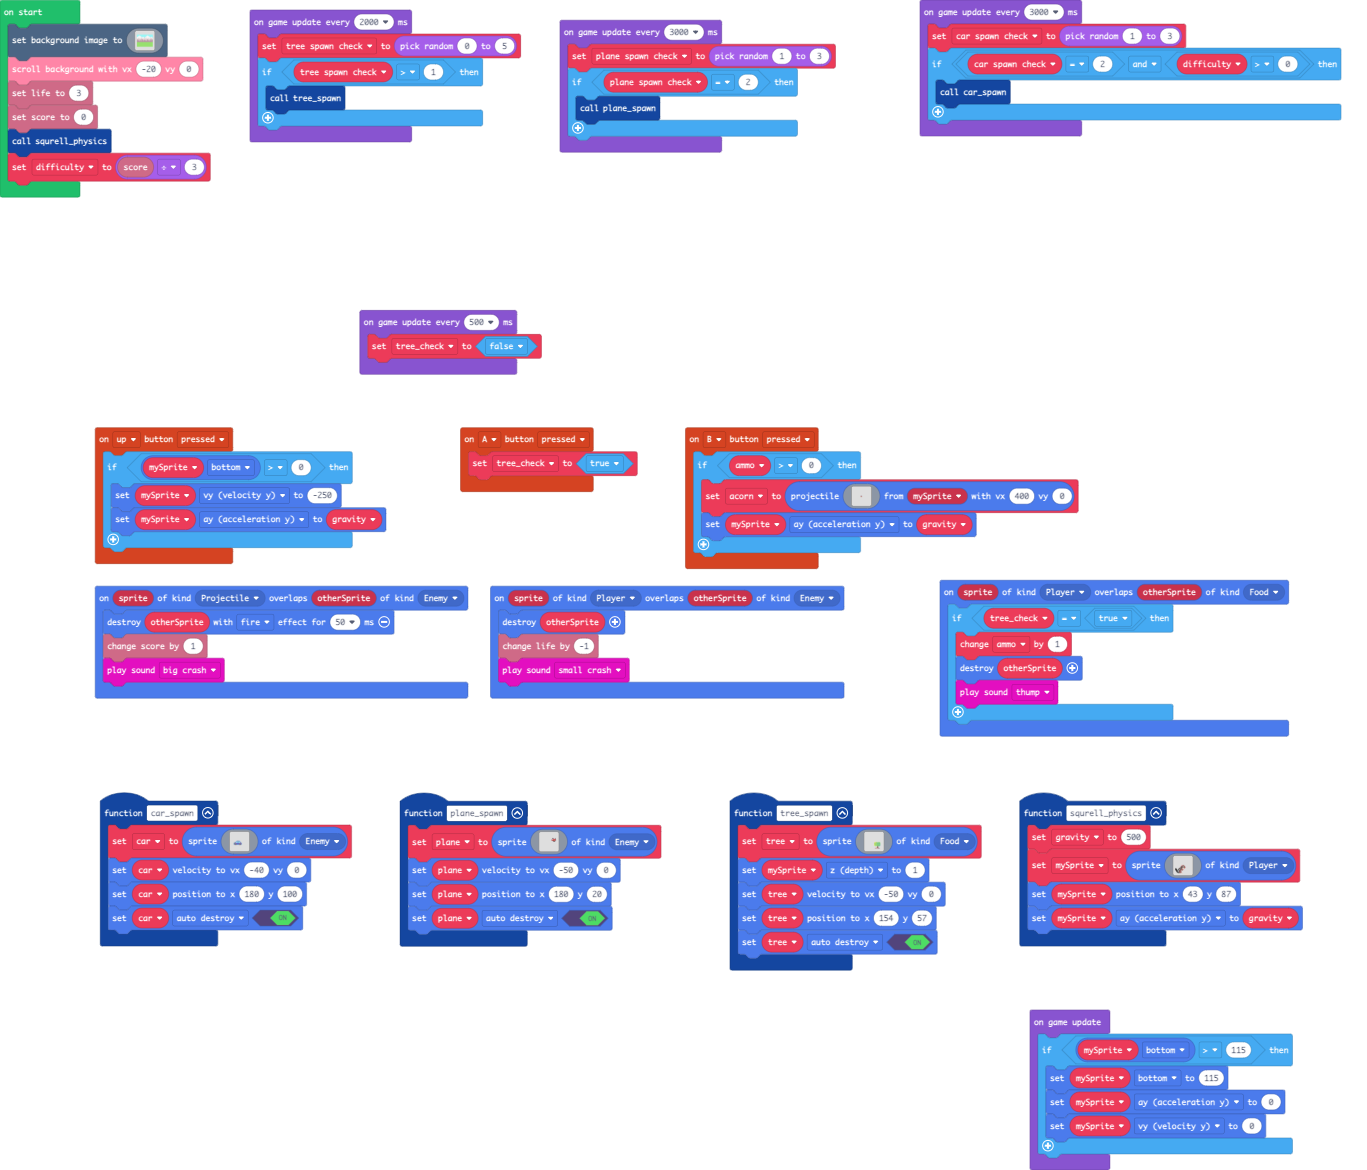 on start
set background image to
scroll background with vx -20 vy 0
set life to 3
set score to 0
call squrell_physics
set difficulty to score ÷ 3
on game update every 2000 ms
set tree spawn check to pick random 0 to 5
if tree spawn check > 1 then
call tree_spawn
on game update every 3000 ms
set plane spawn check to pick random 1 to 3
if plane spawn check = 2 then
call plane_spawn
on game update every 3000 ms
set car spawn check to pick random 1 to 3
if car spawn check = 2 and difficulty > 0 then
call car_spawn
on game update every 500 ms
set tree_check to false
on up button pressed
if mySprite bottom > 0 then
set mySprite vy (velocity y) to -250
set mySprite ay (acceleration y) to gravity
on A button pressed
set tree_check to true
on B button pressed
if ammo > 0 then
set acorn to projectile from mySprite with vx 400 vy 0
set mySprite ay (acceleration y) to gravity
on sprite of kind Projectile overlaps otherSprite of kind Enemy
destroy otherSprite with fire effect for 50 ms
change score by 1
play sound big crash
on sprite of kind Player overlaps otherSprite of kind Enemy
destroy otherSprite
change life by -1
play sound small crash
on sprite of kind Player overlaps otherSprite of kind Food
if tree_check = true then
change ammo by 1
destroy otherSprite
play sound thump
function car_spawn
set car to sprite of kind Enemy
set car velocity to vx -40 vy 0
set car position to x 180 y 100
set car auto destroy ON
function plane_spawn
set plane to sprite of kind Enemy
set plane velocity to vx -50 vy 0
set plane position to x 180 y 20
set plane auto destroy ON
function tree_spawn
set tree to sprite of kind Food
set mySprite z (depth) to 1
set tree velocity to vx -50 vy 0
set tree position to x 154 y 57
set tree auto destroy ON
function squrell_physics
set gravity to 500
set mySprite to sprite of kind Player
set mySprite position to x 43 y 87
set mySprite ay (acceleration y) to gravity
on game update
if mySprite bottom > 115 then
set mySprite bottom to 115
set mySprite ay (acceleration y) to 0
set mySprite vy (velocity y) to 0